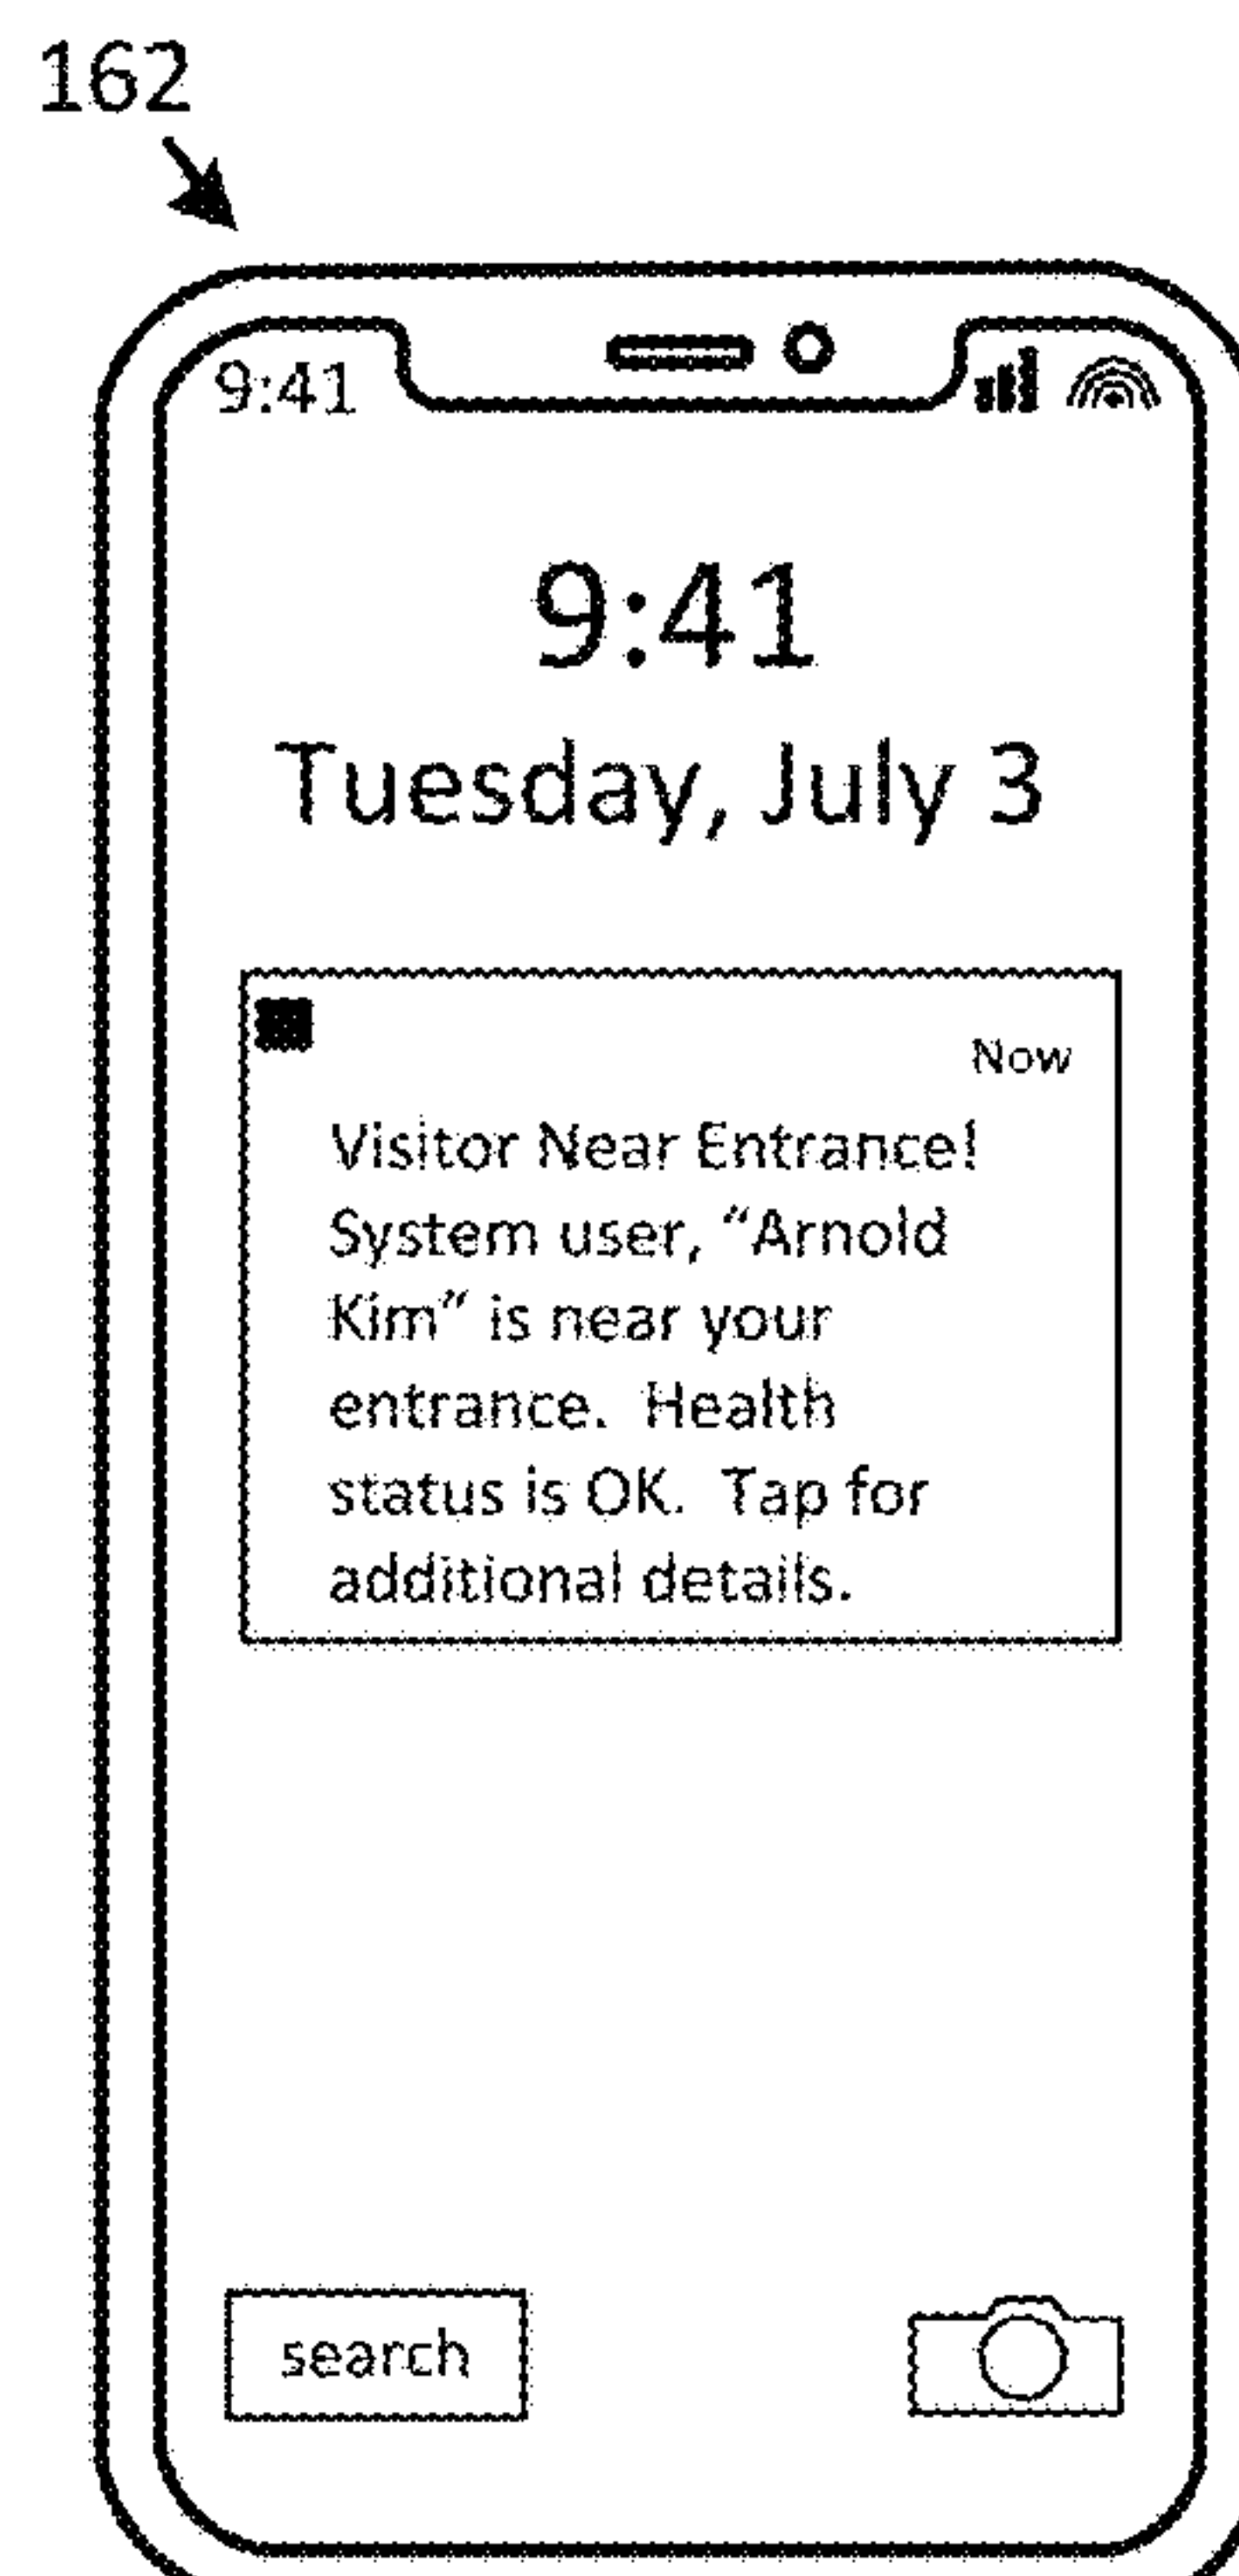 162
9:41
9:41
Tuesday, July 3
Now
Visitor Near Entrance!
System user, “Arnold
Kim” is near your
entrance.  Health
status is OK.  Tap for
additional details.
search